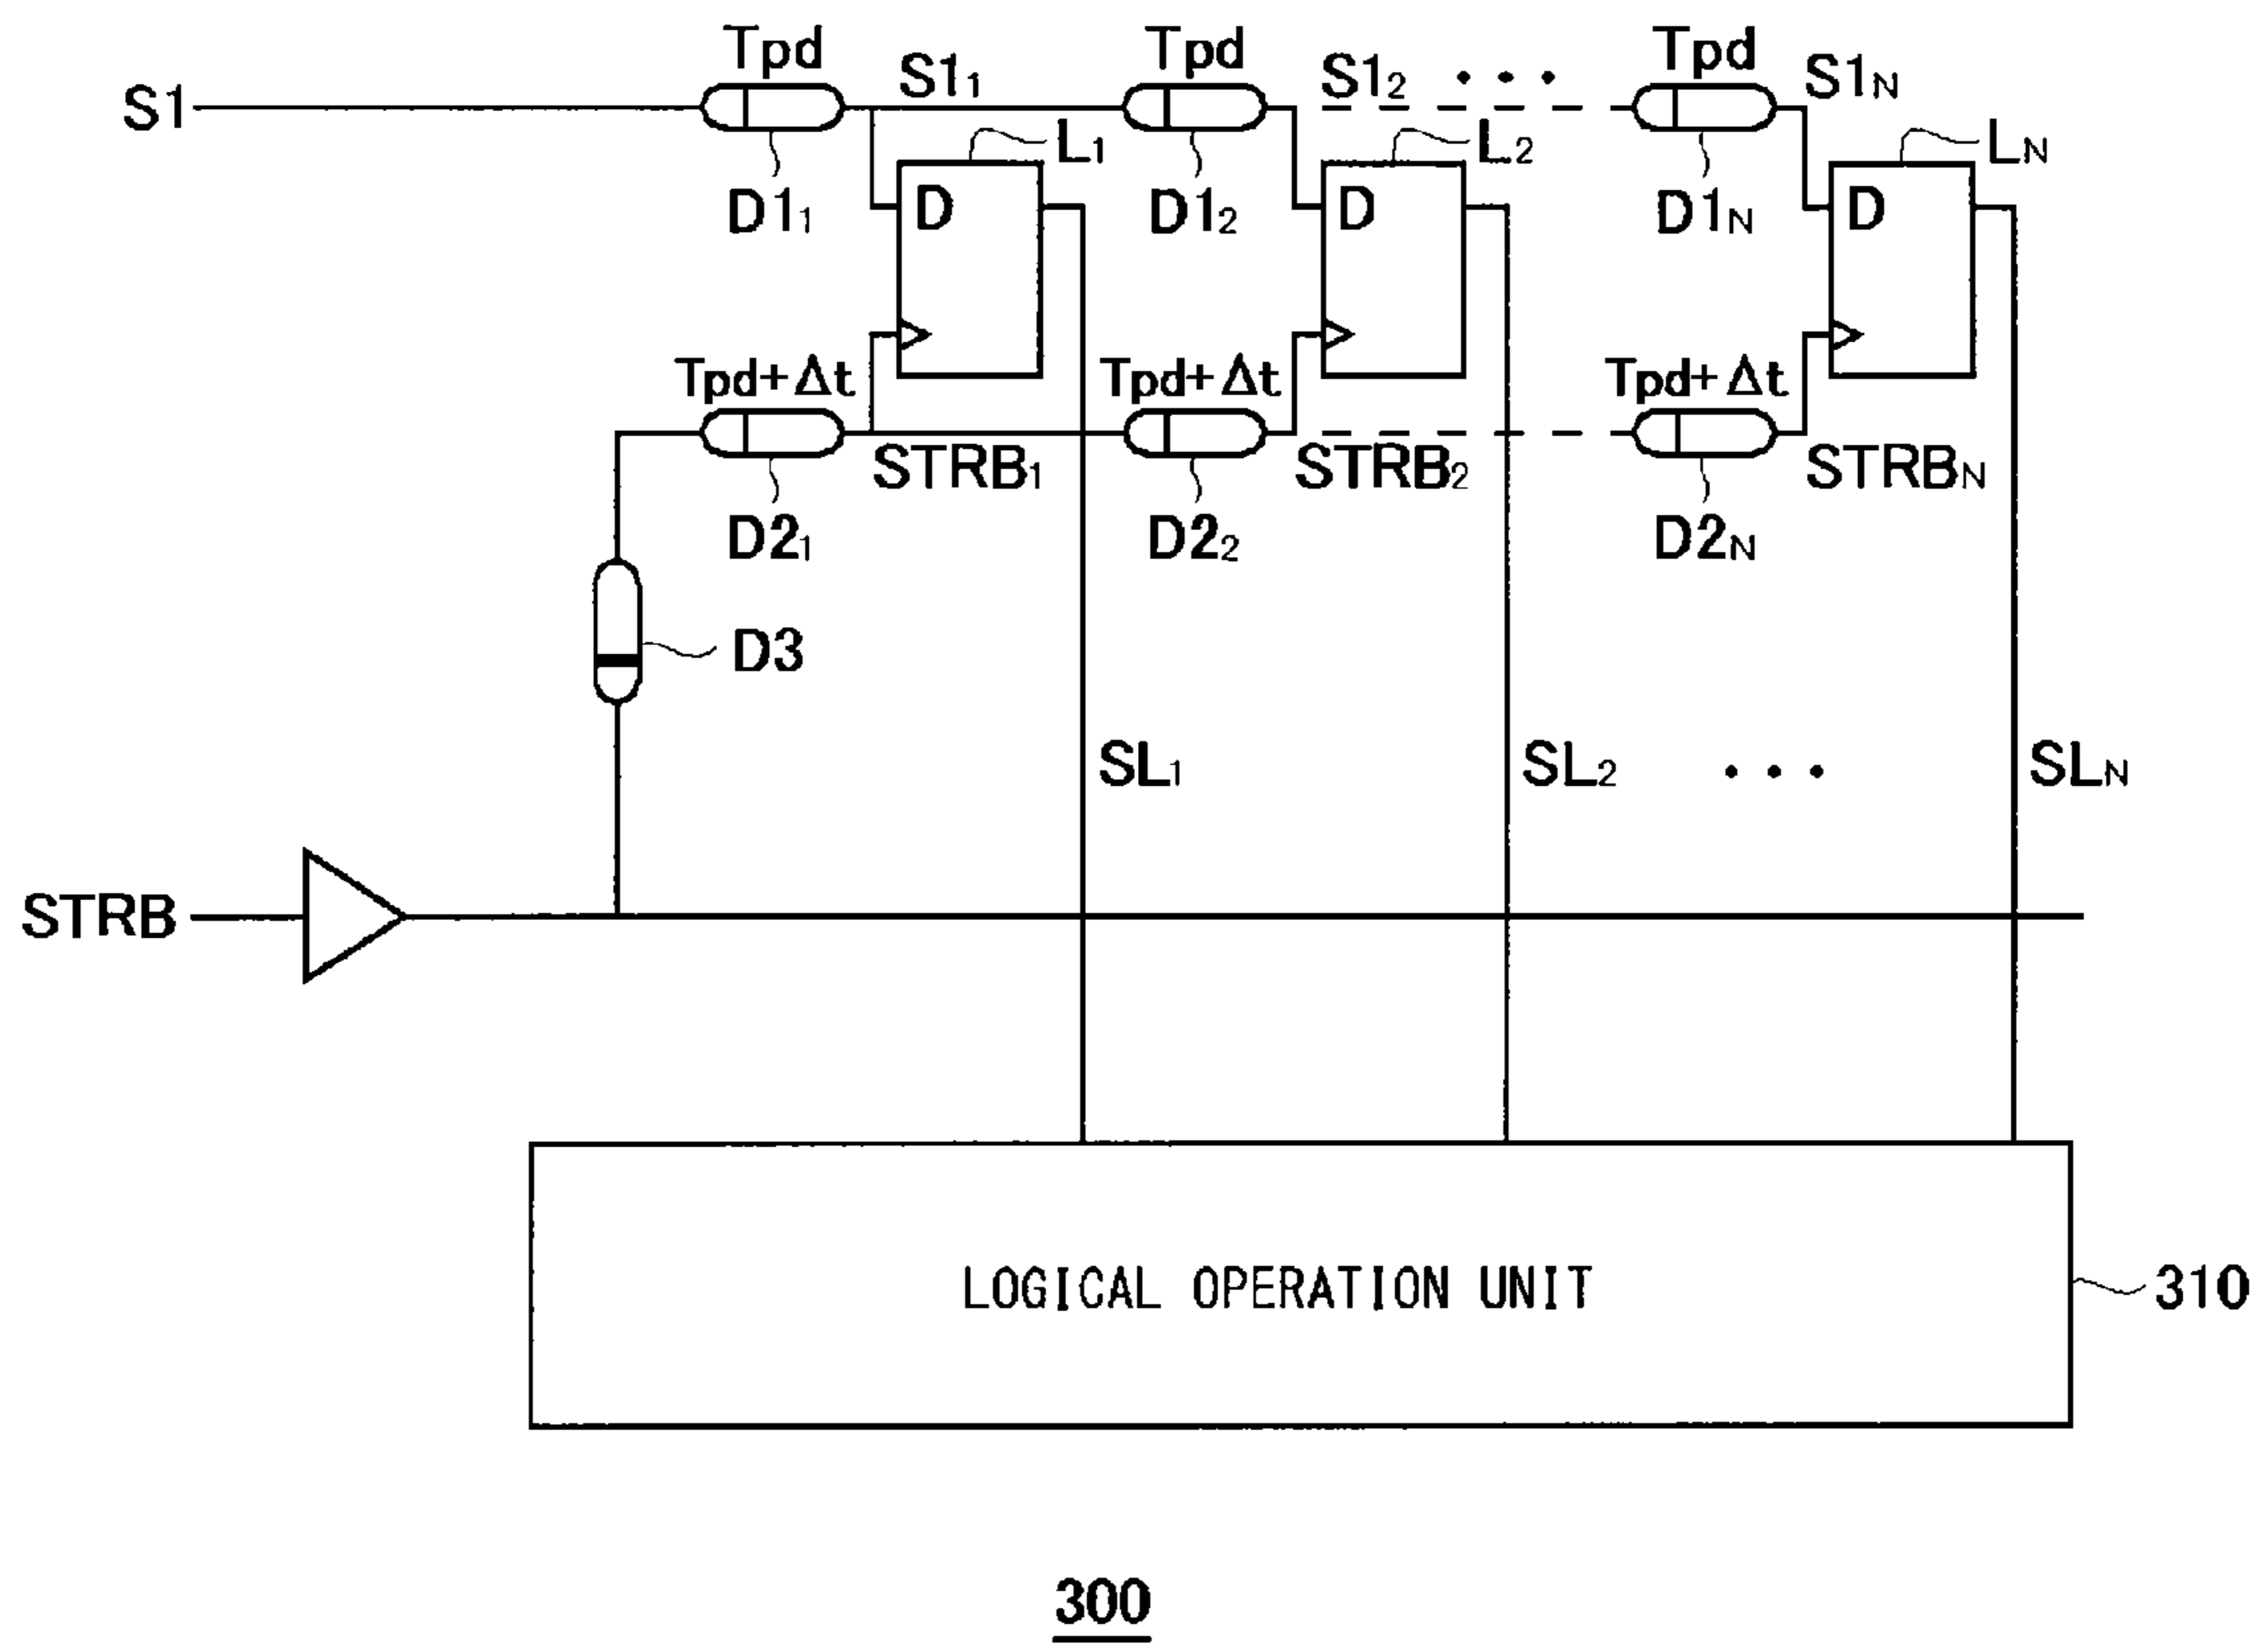 Tpd Tpd Tpd
S1 S1₁ S1₂ • • • S1N
L₁ L₂ LN
D1₁ D D1₂ D D1N D
Tpd+Δt Tpd+Δt Tpd+Δt
STRB₁ STRB₂ STRBN
D2₁ D2₂ D2N
D3
SL₁ SL₂ • • • SLN
STRB
LOGICAL OPERATION UNIT 310
300